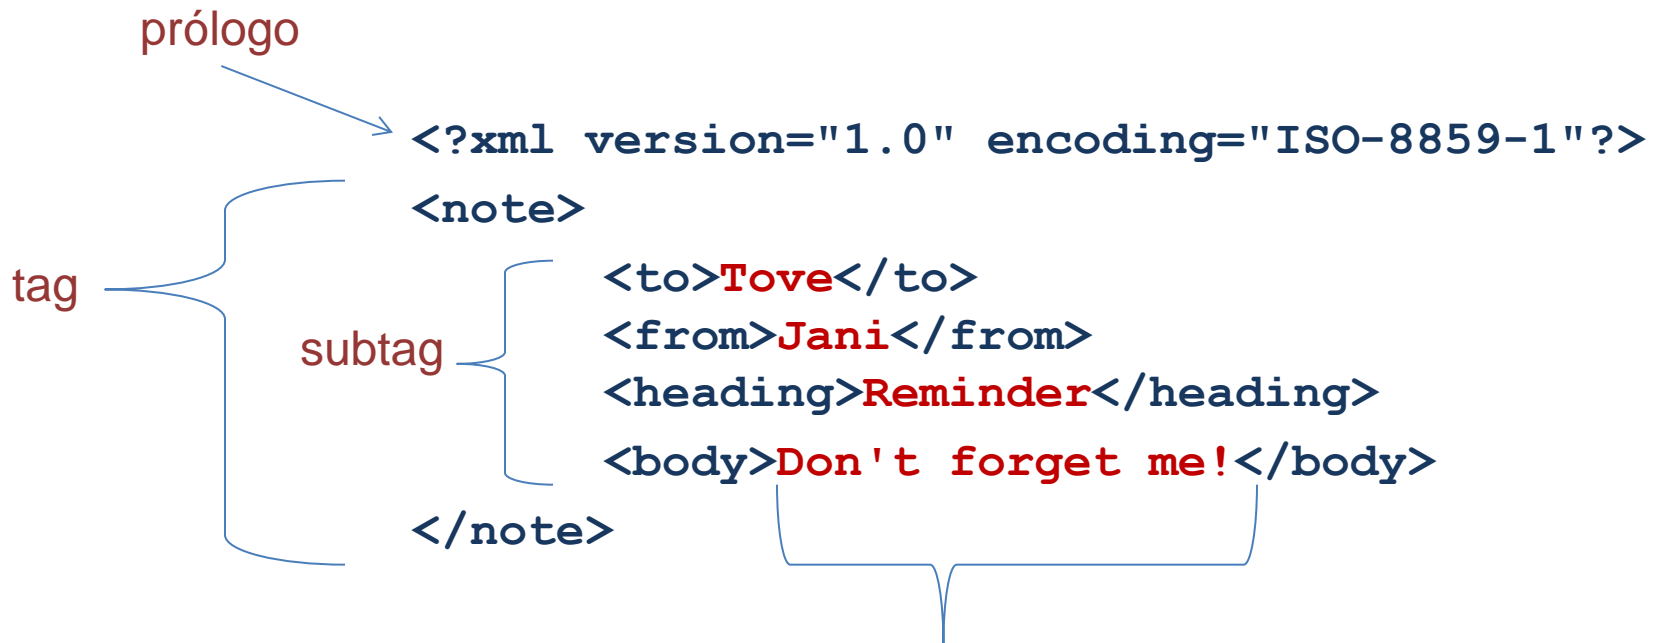 prólogo
<?xml version="1.0" encoding="ISO-8859-1"?>
<note>
tag
<to>Tove</to>
<from>Jani</from>
subtag
<heading>Reminder</heading>
<body>Don't forget me!</body>
</note>